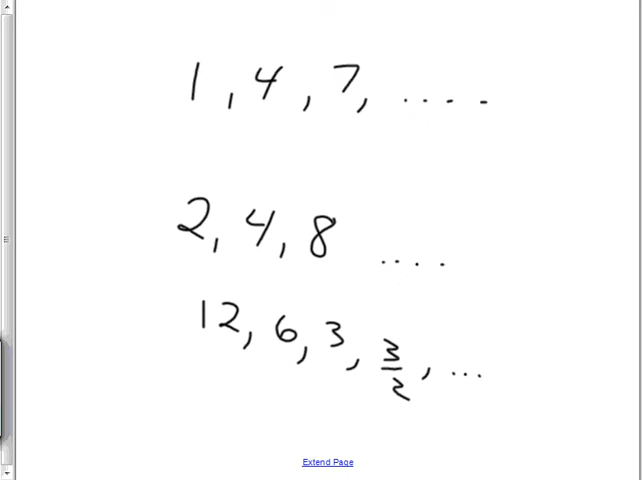 1, 4, 7, ....
2, 4, 8 ....
12, 6, 3, 3/2, ...
Extend Page